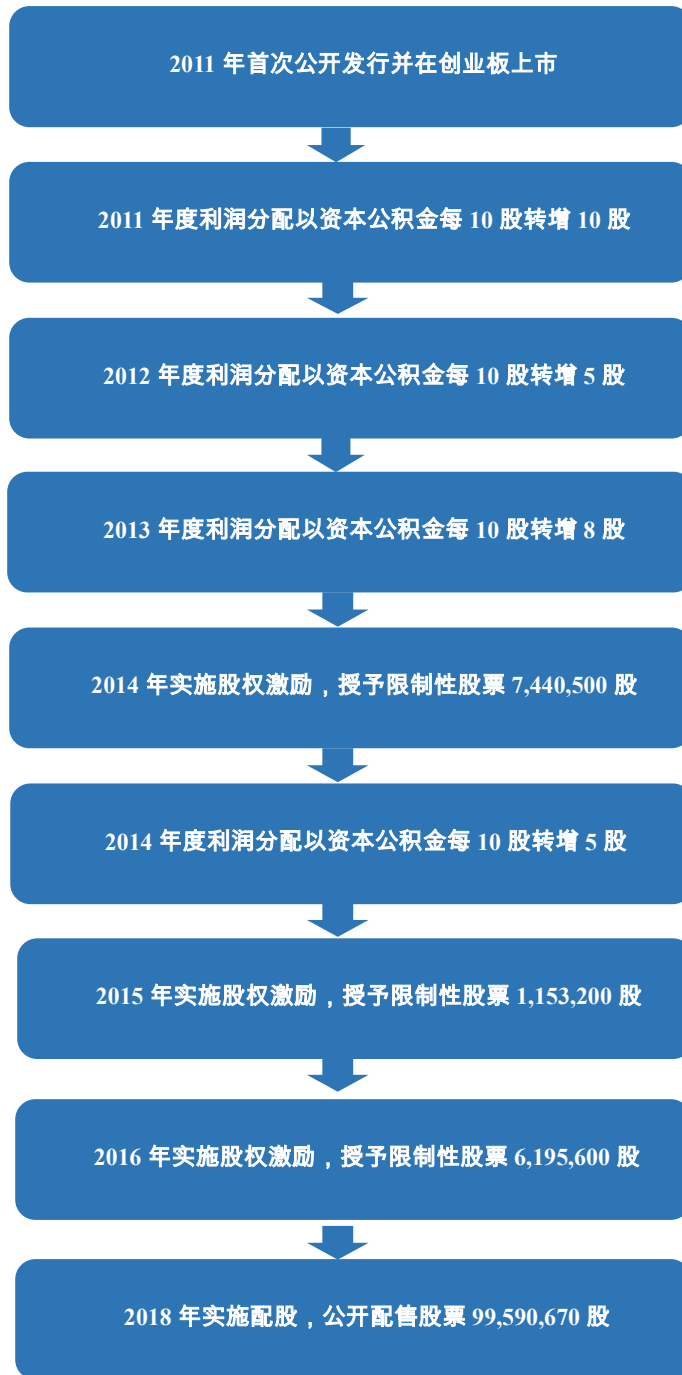 2011 年首次公开发行并在创业板上市
2011 年度利润分配以资本公积金每 10 股转增 10 股
2012 年度利润分配以资本公积金每 10 股转增 5 股
2013 年度利润分配以资本公积金每 10 股转增 8 股
2014 年实施股权激励，授予限制性股票 7,440,500 股
2014 年度利润分配以资本公积金每 10 股转增 5 股
2015 年实施股权激励，授予限制性股票 1,153,200 股
2016 年实施股权激励，授予限制性股票 6,195,600 股
2018 年实施配股，公开配售股票 99,590,670 股